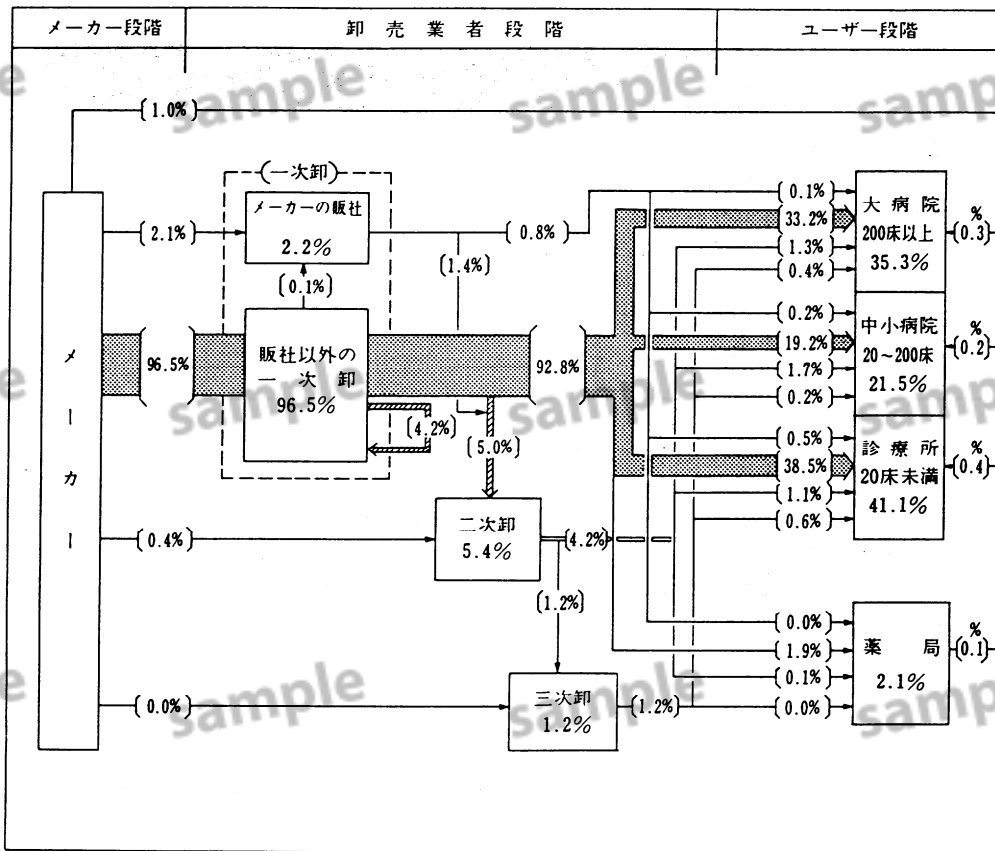 メーカー段階
卸売業者段階
ユーザー段階
(1.0%)
(一次卸)
メーカーの販社
2.2%
(2.1%)
(0.8%)
(1.4%)
(0.1%)
販社以外の
一次卸
96.5%
(96.5%)
(92.8%)
(4.2%)
(5.0%)
メーカー
(0.4%)
二次卸
5.4%
(4.2%)
(1.2%)
(0.0%)
三次卸
1.2%
(1.2%)
(0.1%)
(33.2%)
(1.3%)
(0.4%)
大病院
200床以上
35.3%
%
(0.3)
(0.2%)
(19.2%)
(1.7%)
(0.2%)
中小病院
20~200床
21.5%
%
(0.2)
(0.5%)
(38.5%)
(1.1%)
(0.6%)
診療所
20床未満
41.1%
%
(0.4)
(0.0%)
(1.9%)
(0.1%)
(0.0%)
薬局
2.1%
%
(0.1)
sample
sample
sample
sample
sample
sample
sample
sample
sample